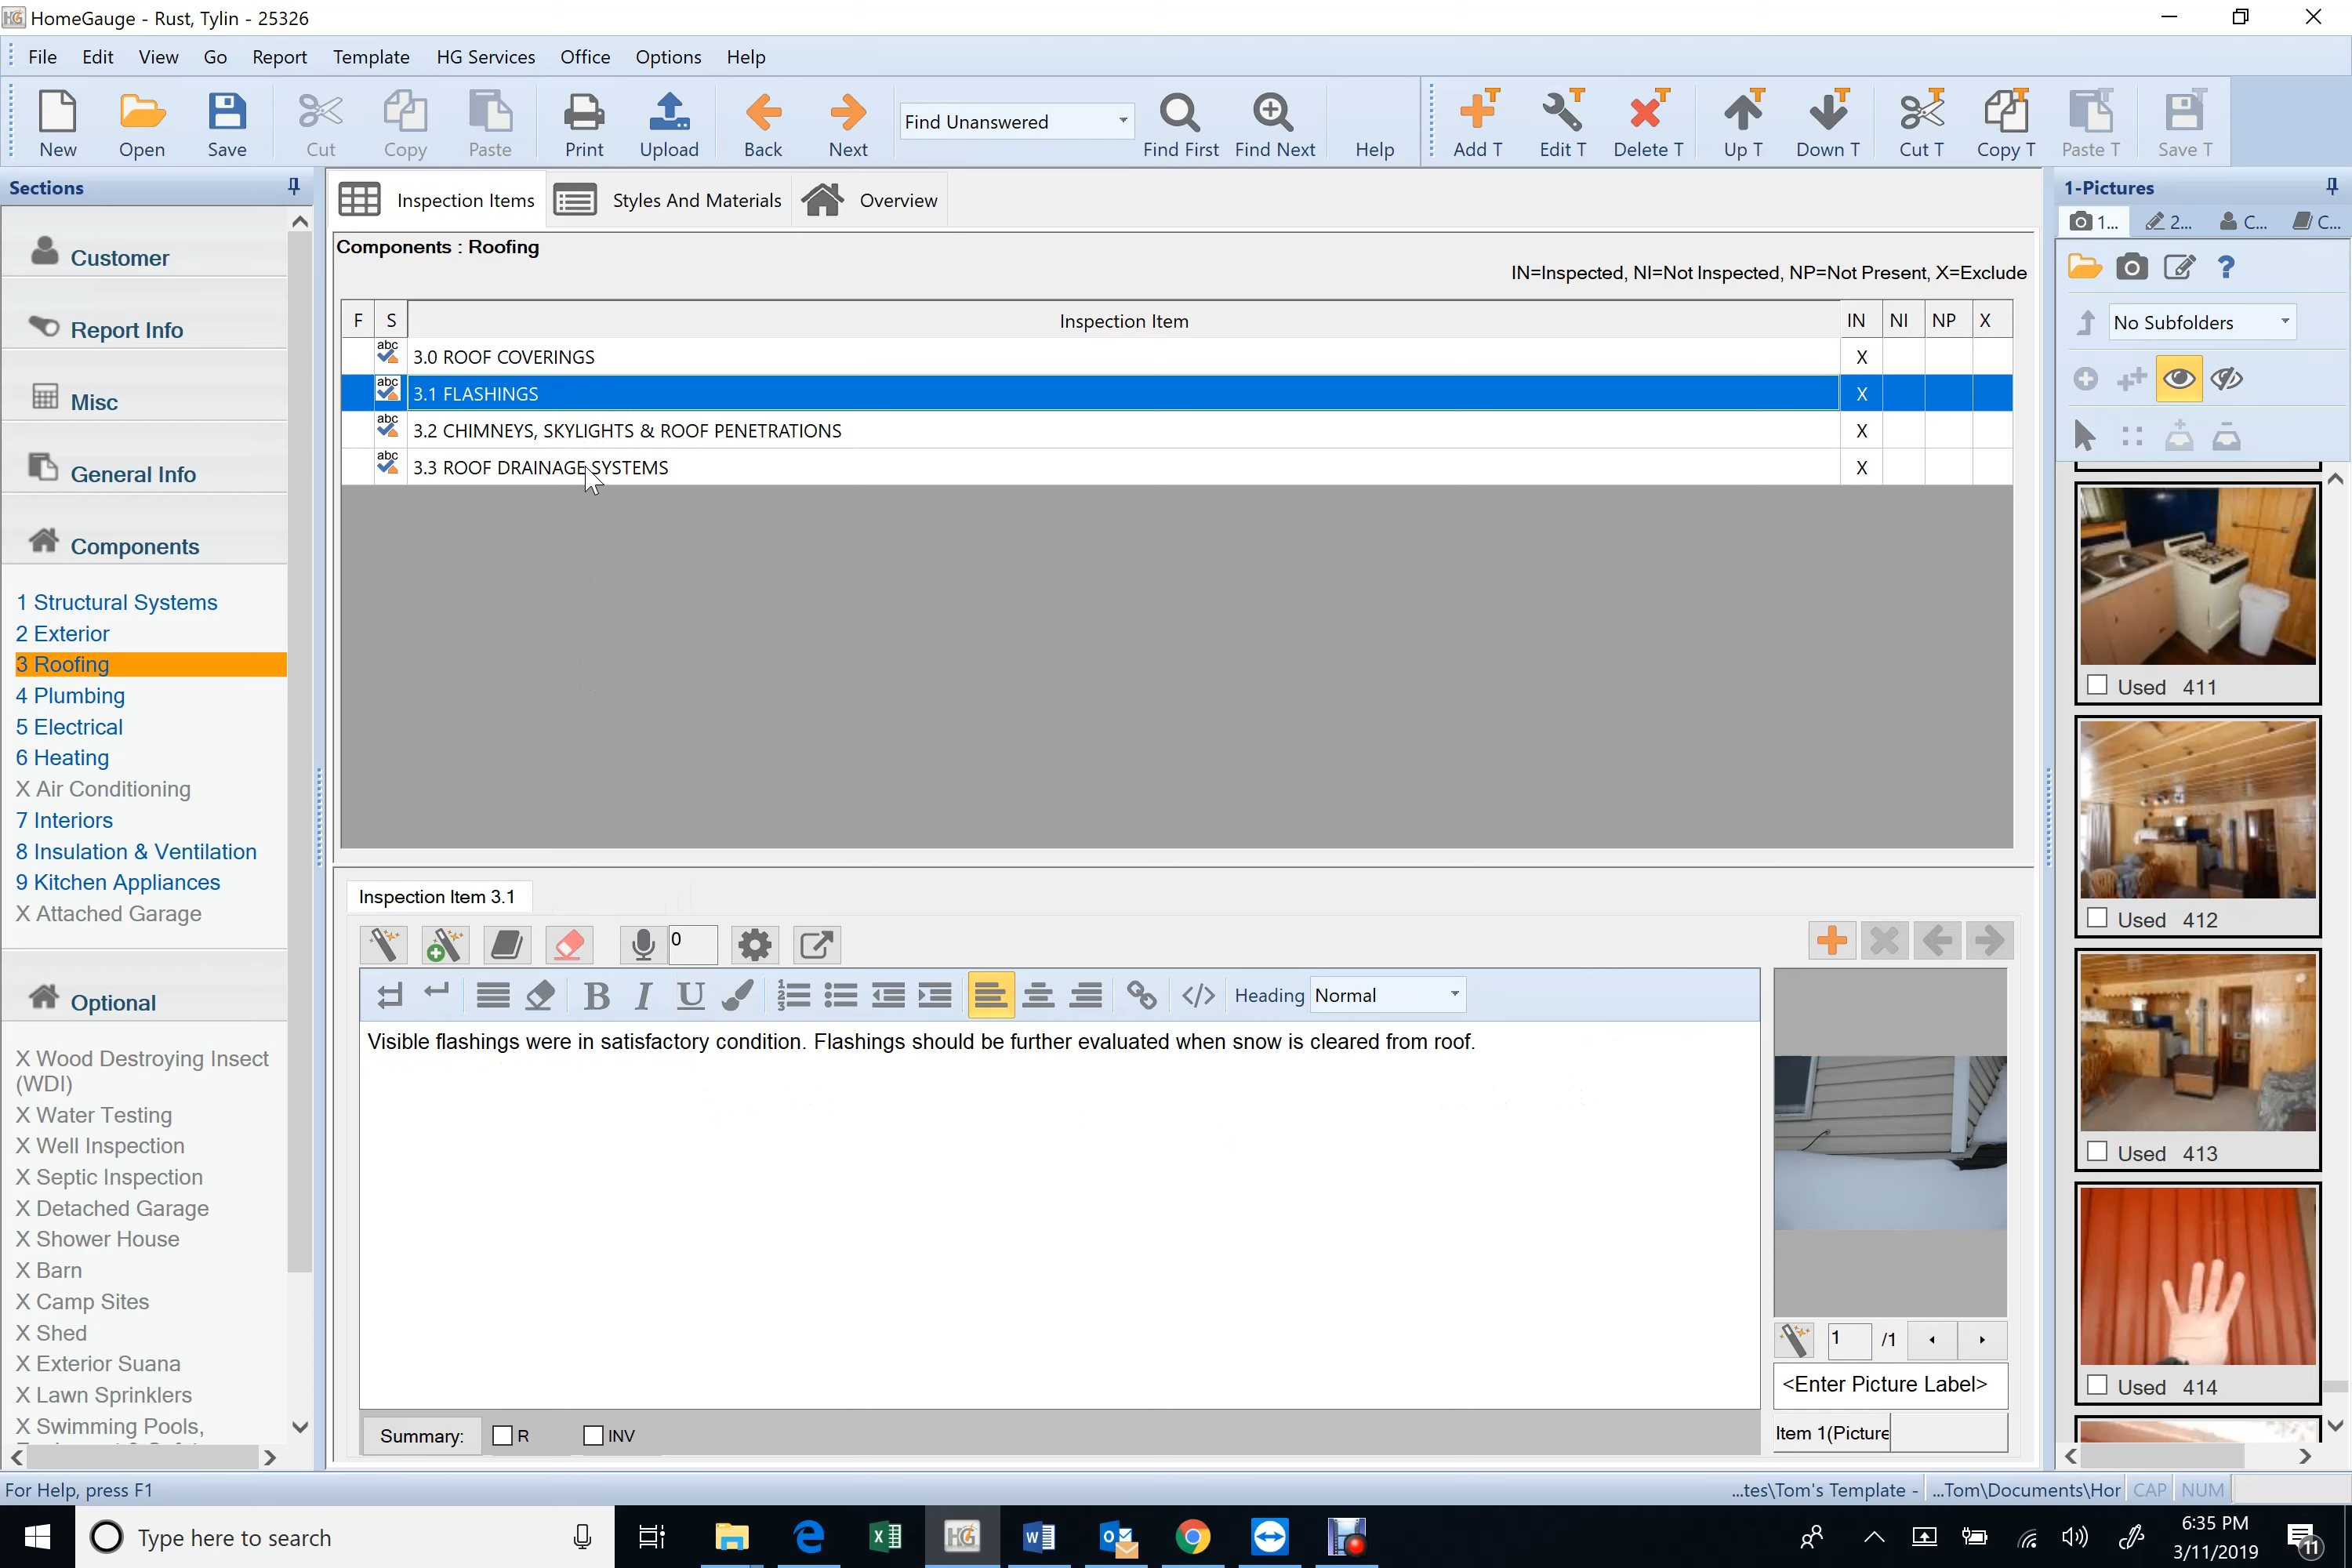 HomeGauge - Rust, Tylin - 25326
File Edit View Go Report Template HG Services Office Options Help
New Open Save Cut Copy Paste Print Upload Back Next Find Unanswered Find First Find Next Help Add T Edit T Delete T Up T Down T Cut T Copy T Paste T Save T
Sections
Customer
Report Info
Misc
General Info
Components
1 Structural Systems
2 Exterior
3 Roofing
4 Plumbing
5 Electrical
6 Heating
X Air Conditioning
7 Interiors
8 Insulation & Ventilation
9 Kitchen Appliances
X Attached Garage
Optional
X Wood Destroying Insect
(WDI)
X Water Testing
X Well Inspection
X Septic Inspection
X Detached Garage
X Shower House
X Barn
X Camp Sites
X Shed
X Exterior Suana
X Lawn Sprinklers
X Swimming Pools,
Inspection Items Styles And Materials Overview
Components : Roofing
IN=Inspected, NI=Not Inspected, NP=Not Present, X=Exclude
F S Inspection Item IN NI NP X
abc 3.0 ROOF COVERINGS X
abc 3.1 FLASHINGS X
abc 3.2 CHIMNEYS, SKYLIGHTS & ROOF PENETRATIONS X
abc 3.3 ROOF DRAINAGE SYSTEMS X
Inspection Item 3.1
0
B I U Heading Normal
Visible flashings were in satisfactory condition. Flashings should be further evaluated when snow is cleared from roof.
1 /1
<Enter Picture Label>
Item 1(Picture
Summary: R INV
1-Pictures
1... 2... C... C...
No Subfolders
Used 411
Used 412
Used 413
Used 414
For Help, press F1
...tes\Tom's Template - ...Tom\Documents\Hor CAP NUM
Type here to search
6:35 PM
3/11/2019
11